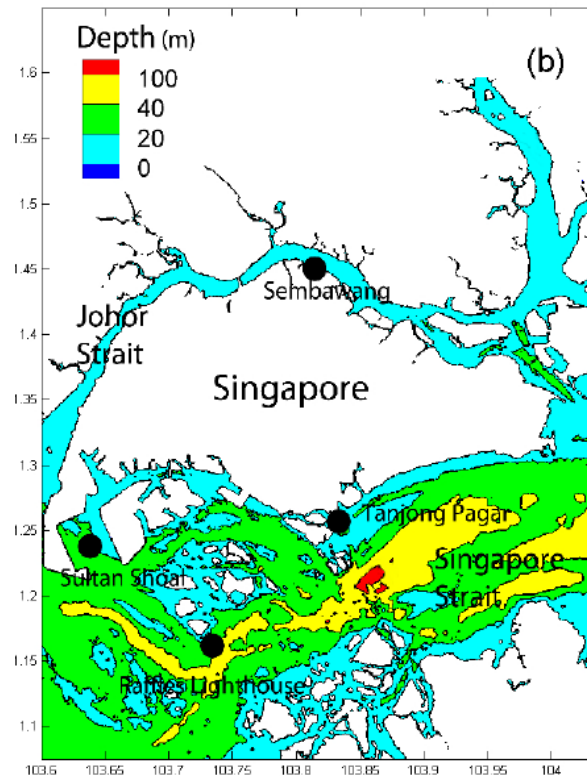 Depth (m)
100
40
20
0
(b)
1.6
1.55
1.5
1.45
1.4
1.35
1.3
1.25
1.2
1.15
1.1
Sembawang
Johor
Strait
Singapore
Tanjong Pagar
Sultan Shoal
Singapore
Strait
Raffles Lighthouse
103.6 103.65 103.7 103.75 103.8 103.85 103.9 103.95 104